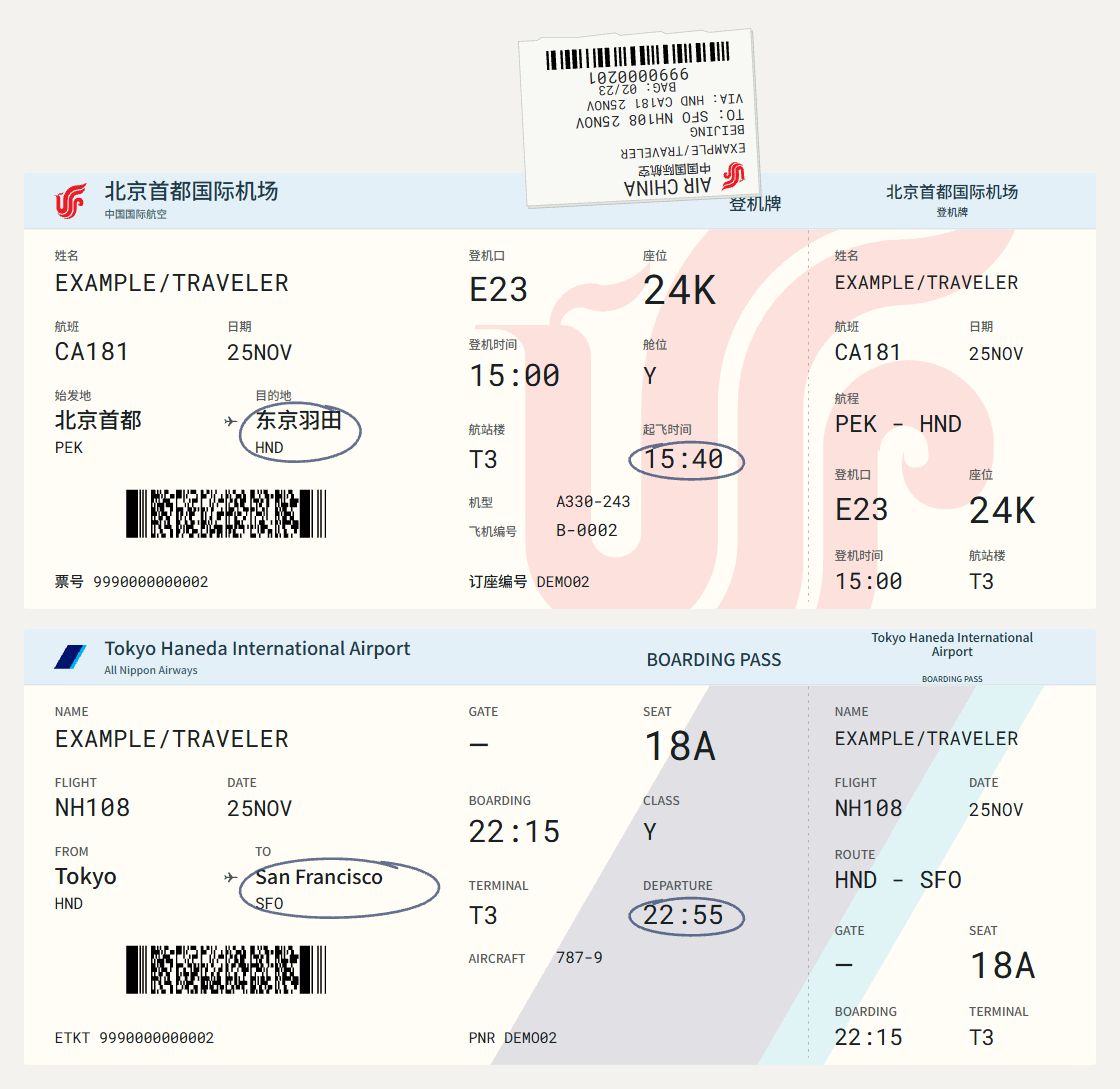 AIR CHINA
中国国际航空
EXAMPLE/TRAVELER
BEIJING
TO: SFO NH108 25NOV
VIA: HND CA181 25NOV
BAG: 02/23
9990000201
北京首都国际机场
中国国际航空
登机牌
北京首都国际机场
登机牌
姓名
EXAMPLE/TRAVELER
航班 日期
CA181 25NOV
始发地 目的地
北京首都 东京羽田
PEK HND
票号 9990000000002
登机口 座位
E23 24K
登机时间 舱位
15:00 Y
航站楼 起飞时间
T3 15:40
机型 A330-243
飞机编号 B-0002
订座编号 DEMO02
姓名
EXAMPLE/TRAVELER
航班 日期
CA181 25NOV
航程
PEK - HND
登机口 座位
E23 24K
登机时间 航站楼
15:00 T3
Tokyo Haneda International Airport
All Nippon Airways
BOARDING PASS
Tokyo Haneda International
Airport
BOARDING PASS
NAME
EXAMPLE/TRAVELER
FLIGHT DATE
NH108 25NOV
FROM TO
Tokyo San Francisco
HND SFO
ETKT 9990000000002
GATE SEAT
— 18A
BOARDING CLASS
22:15 Y
TERMINAL DEPARTURE
T3 22:55
AIRCRAFT 787-9
PNR DEMO02
NAME
EXAMPLE/TRAVELER
FLIGHT DATE
NH108 25NOV
ROUTE
HND - SFO
GATE SEAT
— 18A
BOARDING TERMINAL
22:15 T3